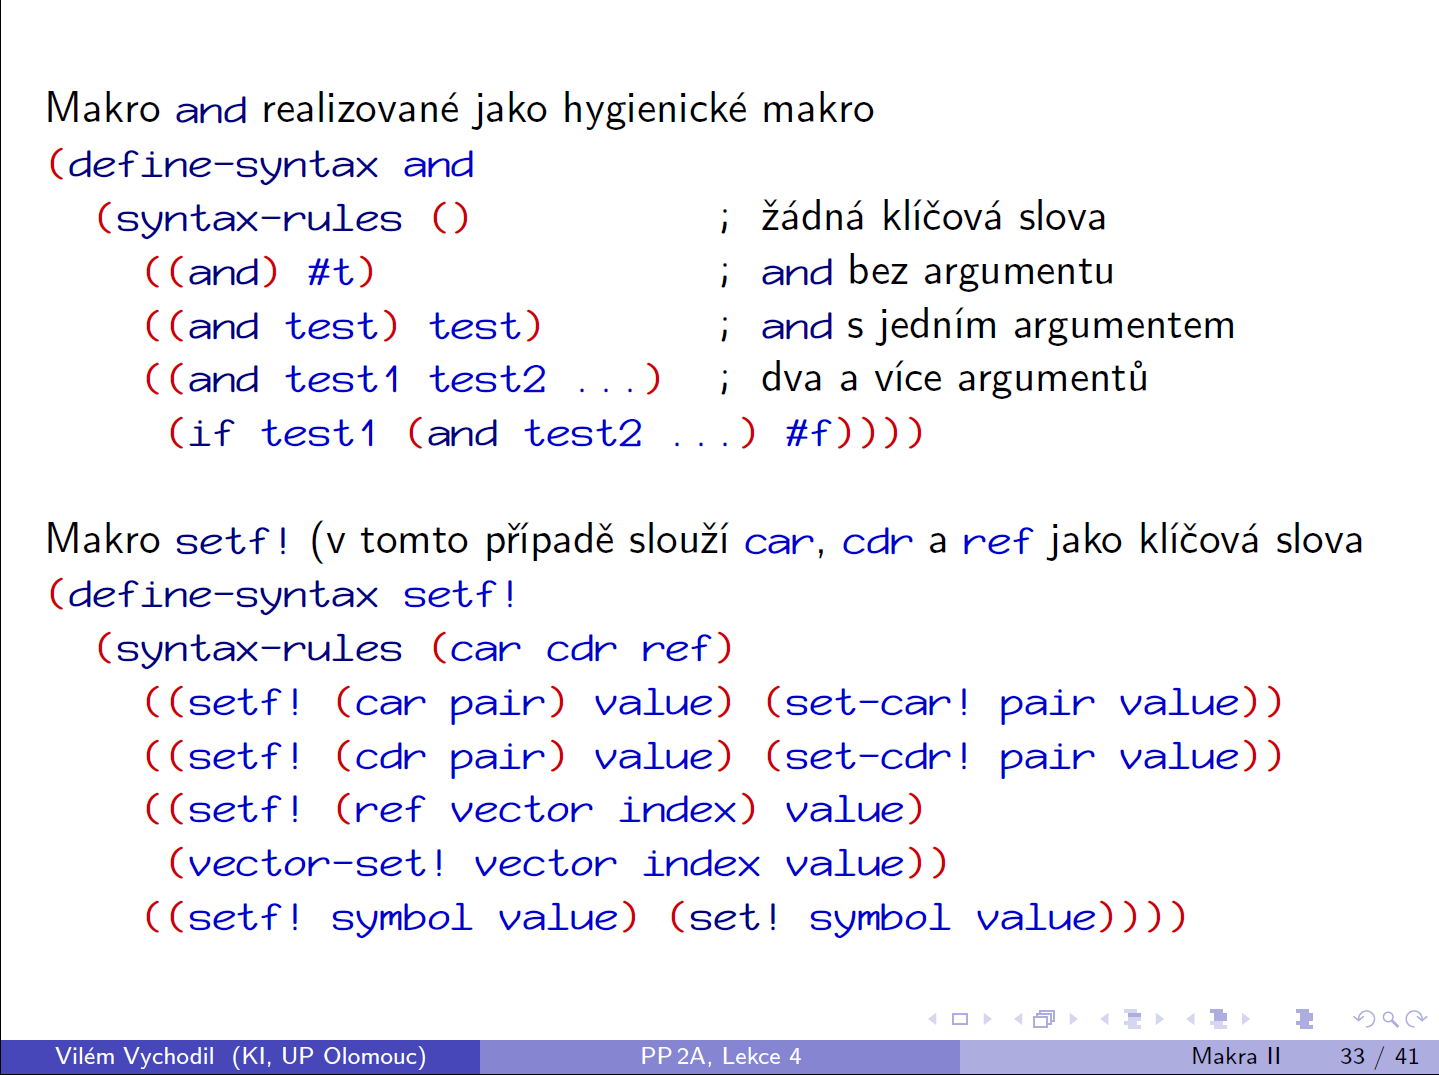 Makro and realizované jako hygienické makro
(define-syntax and
  (syntax-rules ()          ; žádná klíčová slova
    ((and) #t)              ; and bez argumentu
    ((and test) test)       ; and s jedním argumentem
    ((and test1 test2 ...)  ; dva a více argumentů
     (if test1 (and test2 ...) #f))))
Makro setf! (v tomto případě slouží car, cdr a ref jako klíčová slova
(define-syntax setf!
  (syntax-rules (car cdr ref)
    ((setf! (car pair) value) (set-car! pair value))
    ((setf! (cdr pair) value) (set-cdr! pair value))
    ((setf! (ref vector index) value)
     (vector-set! vector index value))
    ((setf! symbol value) (set! symbol value))))
Vilém Vychodil (KI, UP Olomouc) PP 2A, Lekce 4 Makra II 33 / 41